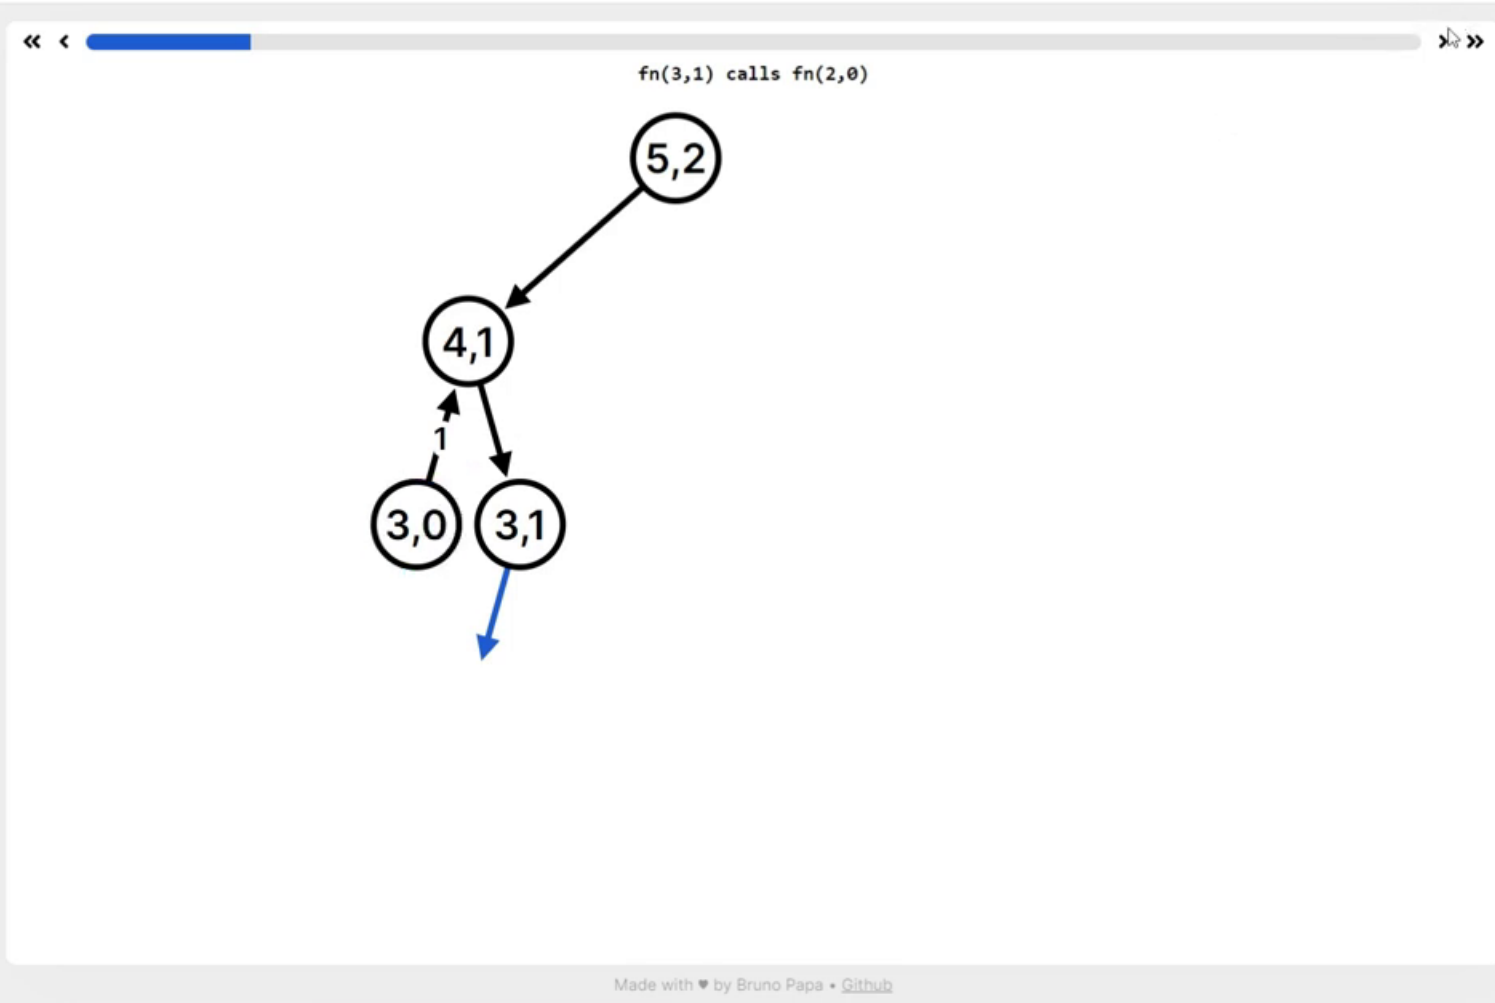 fn(3,1) calls fn(2,0)
5,2
4,1
1
3,0
3,1
Made with ♥ by Bruno Papa • Github